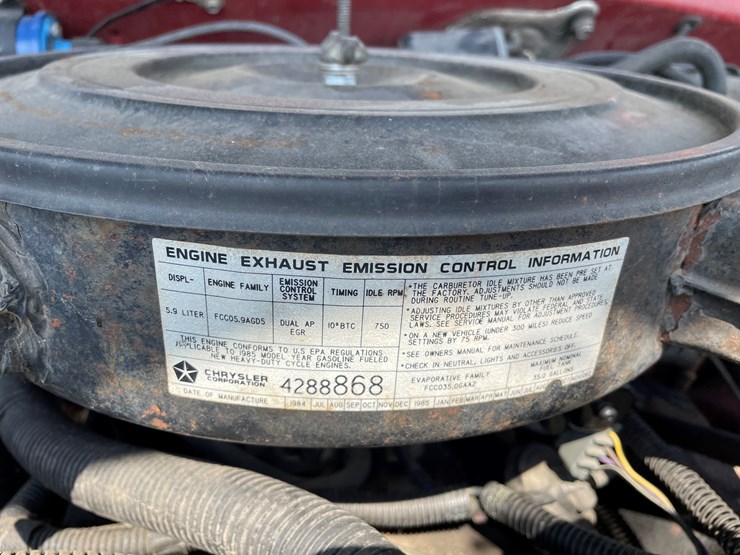 ENGINE EXHAUST EMISSION CONTROL INFORMATION
DISPL- ENGINE FAMILY EMISSION CONTROL SYSTEM TIMING IDLE RPM
5.9 LITER FCC05.9AGD5 DUAL AP EGR 10°BTC 750
THIS ENGINE CONFORMS TO U.S EPA REGULATIONS
APPLICABLE TO 1985 MODEL YEAR GASOLINE FUELED
NEW HEAVY-DUTY CYCLE ENGINES.
CHRYSLER
CORPORATION
4288868
•THE CARBURETOR IDLE MIXTURE HAS BEEN PRE SET AT
THE FACTORY. ADJUSTMENTS SHOULD NOT BE MADE
DURING ROUTINE TUNE-UP.
•ADJUSTING IDLE MIXTURES BY OTHER THAN APPROVED
SERVICE PROCEDURES MAY VIOLATE FEDERAL AND STATE
LAWS. SEE SERVICE MANUAL FOR ADJUSTMENT PROCEDURES.
•ON A NEW VEHICLE (UNDER 300 MILES) REDUCE SPEED
SETTINGS BY 75 RPM.
•SEE OWNERS MANUAL FOR MAINTENANCE SCHEDULE.
•CHECK IN NEUTRAL, LIGHTS AND ACCESSORIES OFF.
EVAPORATIVE FAMILY
MAXIMUM NOMINAL
FUEL TANK
DATE OF MANUFACTURE 1984 JUL AUG SEP OCT NOV DEC 1985 JAN FEB MAR APR MAY JUN